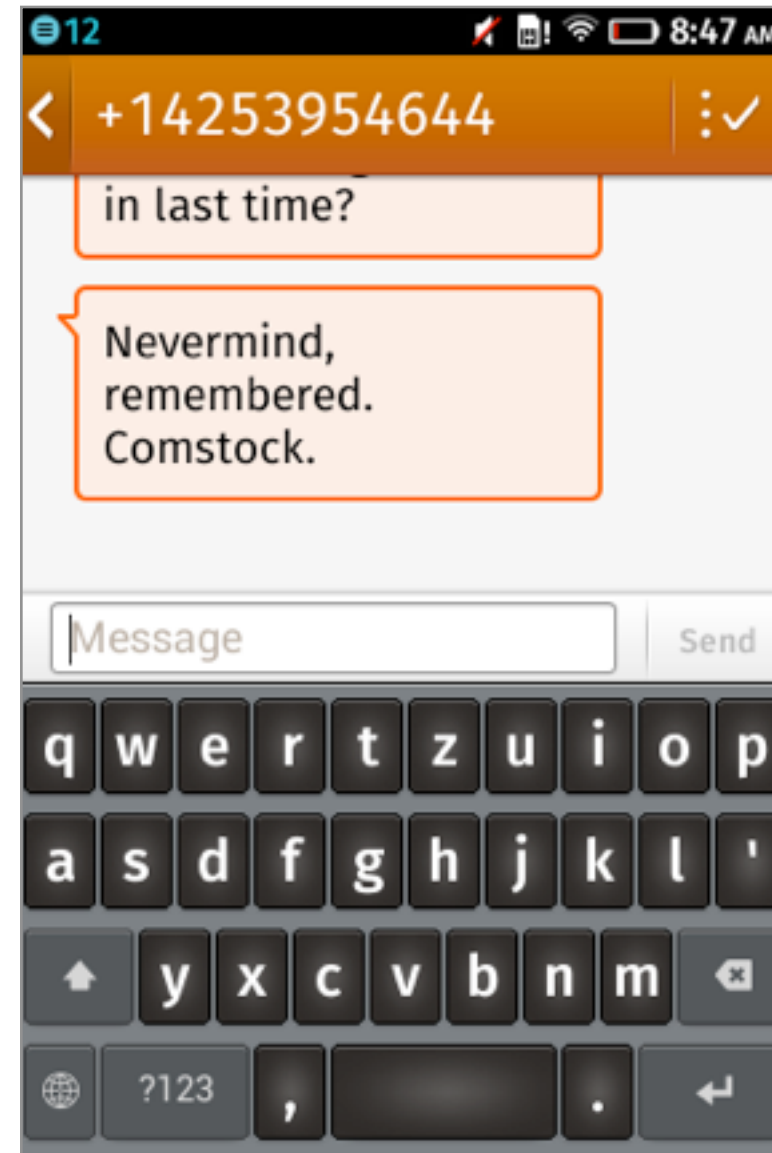 12 8:47 AM
+14253954644
in last time?
Nevermind,
remembered.
Comstock.
Message Send
q w e r t z u i o p
a s d f g h j k l '
y x c v b n m
?123 , .